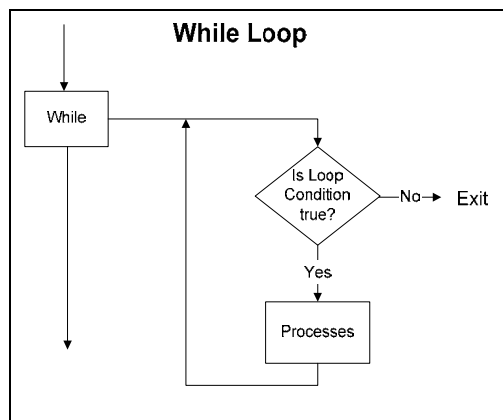 While Loop
While
Is Loop
Condition
true?
No
Exit
Yes
Processes